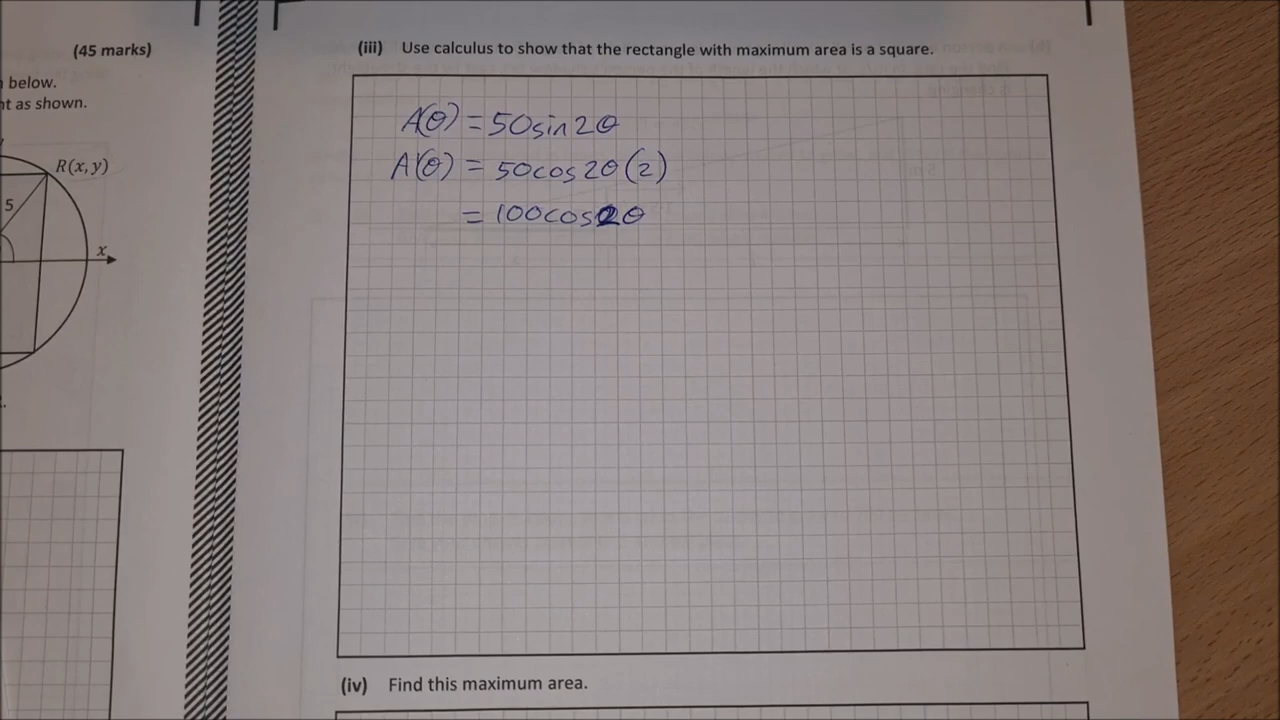 (45 marks)
below.
as shown.
R(x, y)
5
x
(iii) Use calculus to show that the rectangle with maximum area is a square.
A(θ) = 50sin2θ
A'(θ) = 50cos2θ(2)
= 100cos2θ
(iv) Find this maximum area.